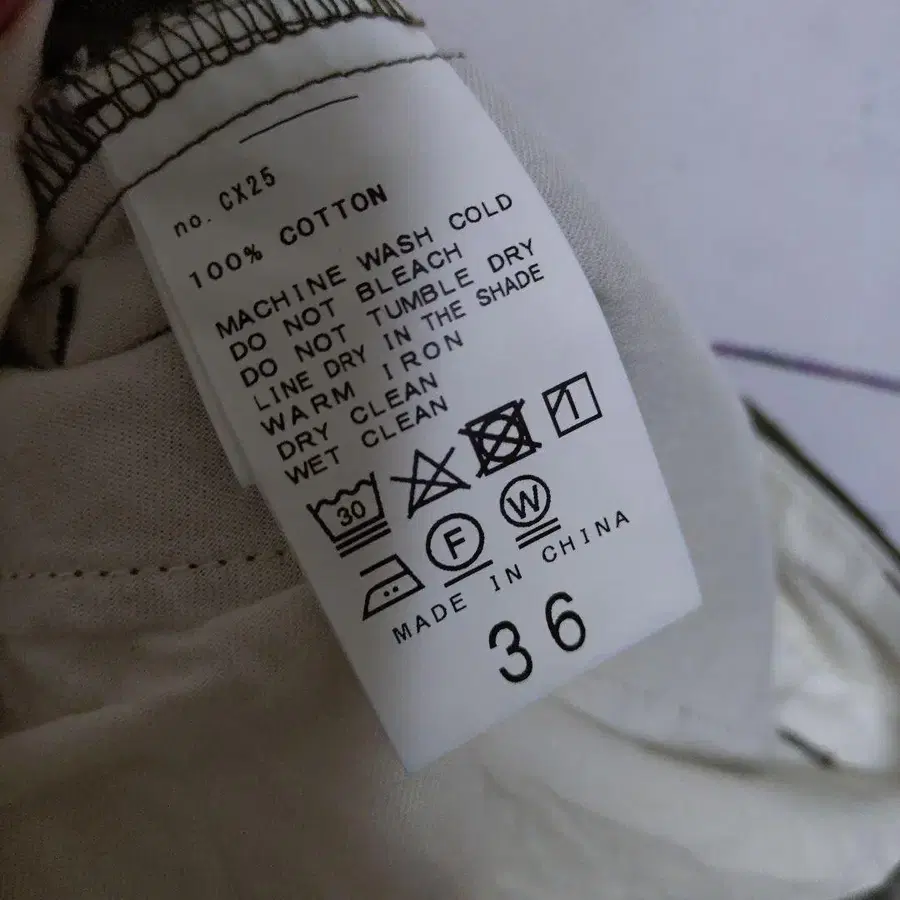 no. CX25
100% COTTON
MACHINE WASH COLD
DO NOT BLEACH
DO NOT TUMBLE DRY
LINE DRY IN THE SHADE
WARM IRON
DRY CLEAN
WET CLEAN
30
F W
MADE IN CHINA
36